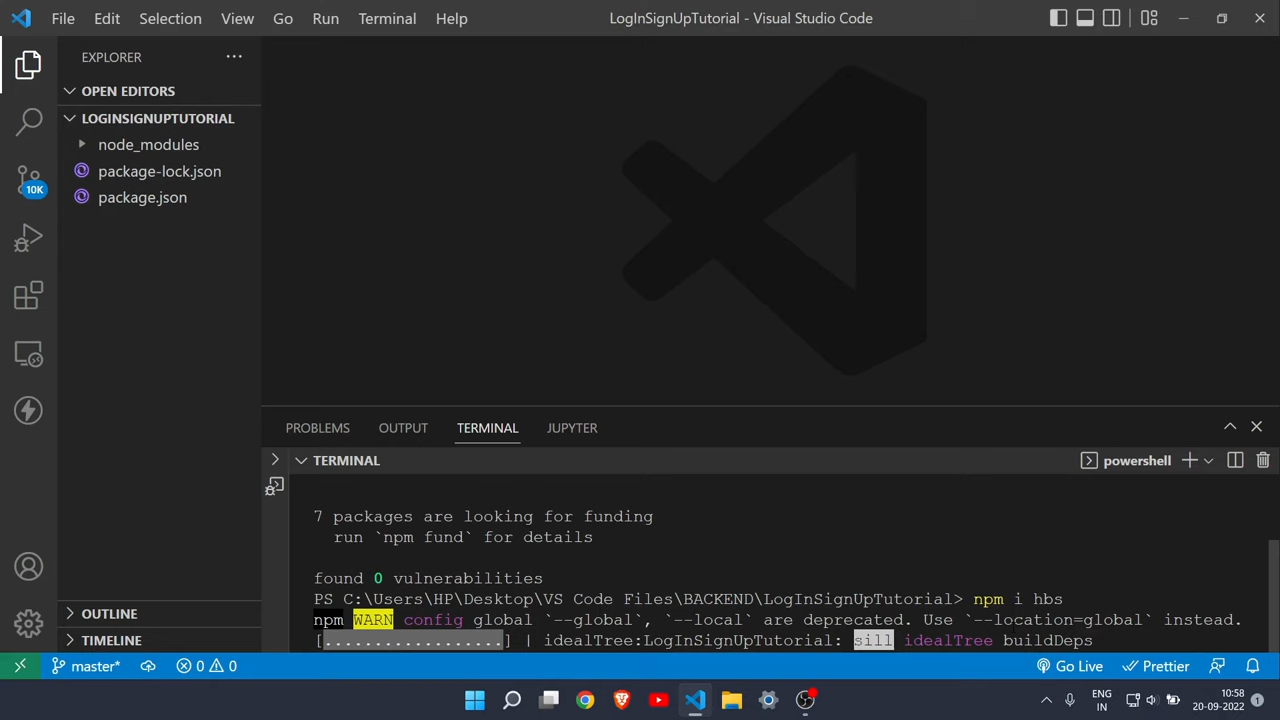 File Edit Selection View Go Run Terminal Help LogInSignUpTutorial - Visual Studio Code
EXPLORER
OPEN EDITORS
LOGINSIGNUPTUTORIAL
node_modules
package-lock.json
package.json
10K
PROBLEMS OUTPUT TERMINAL JUPYTER
TERMINAL powershell
7 packages are looking for funding
run `npm fund` for details
found 0 vulnerabilities
PS C:\Users\HP\Desktop\VS Code Files\BACKEND\LogInSignUpTutorial> npm i hbs
npm WARN config global `--global`, `--local` are deprecated. Use `--location=global` instead.
[..................] | idealTree:LogInSignUpTutorial: sill idealTree buildDeps
OUTLINE
TIMELINE
master* 0 0 Go Live Prettier
ENG
IN
10:58
20-09-2022
1